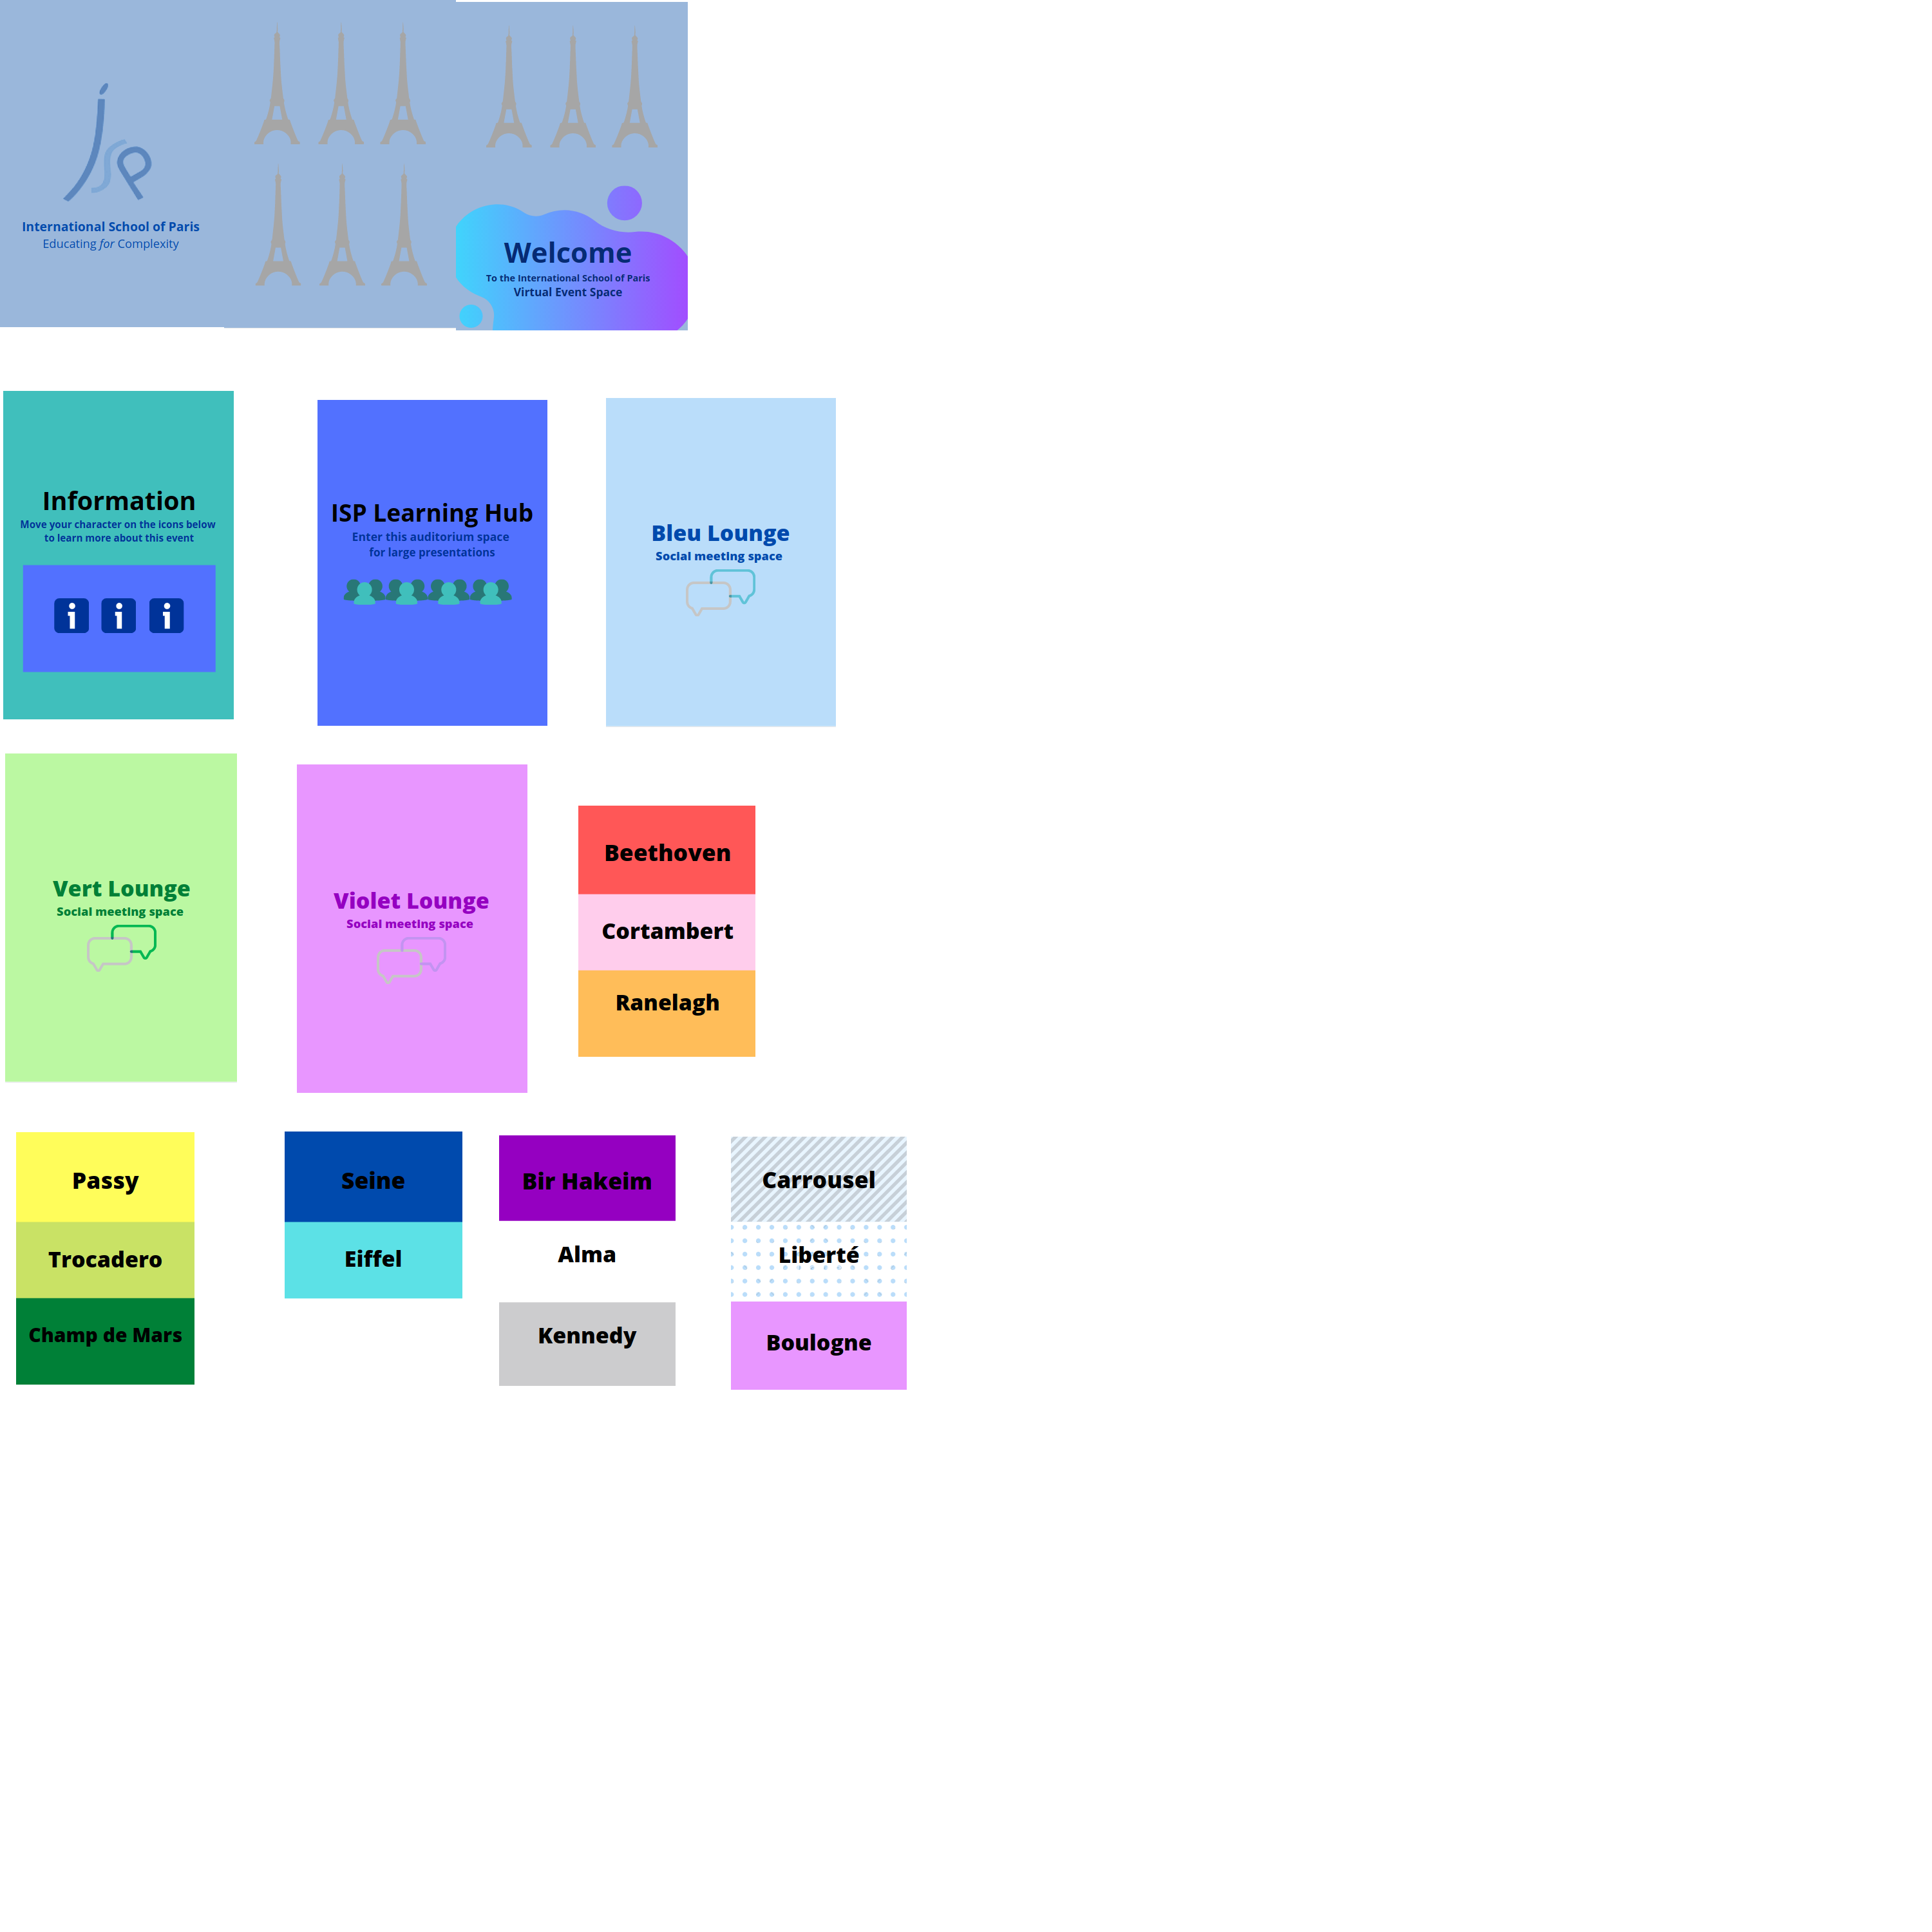 ISP
International School of Paris
Educating for Complexity
Welcome
To the International School of Paris
Virtual Event Space
Information
Move your character on the icons below
to learn more about this event
i i i
ISP Learning Hub
Enter this auditorium space
for large presentations
Bleu Lounge
Social meeting space
Vert Lounge
Social meeting space
Violet Lounge
Social meeting space
Beethoven
Cortambert
Ranelagh
Passy
Trocadero
Champ de Mars
Seine
Eiffel
Bir Hakeim
Alma
Kennedy
Carrousel
Liberté
Boulogne